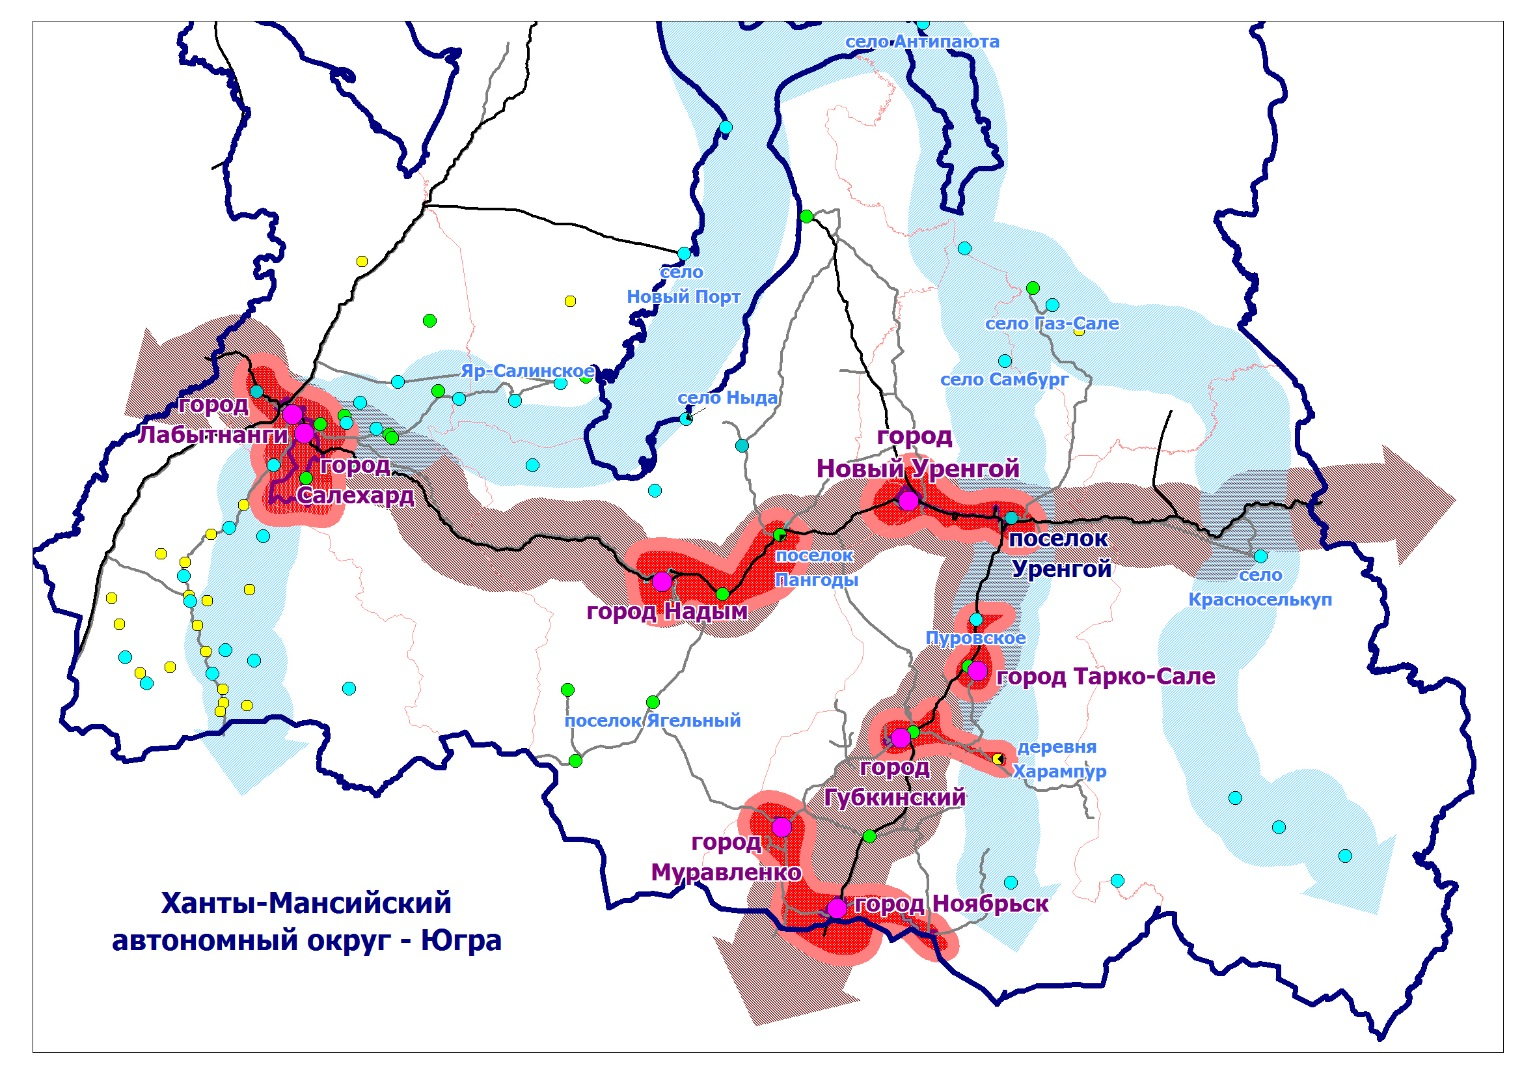 село Антипаюта
село
Новый Порт
село Газ-Сале
Яр-Салинское
село Самбург
село Ныда
город
Лабытнанги
город
Салехард
город
Новый Уренгой
поселок
Уренгой
поселок
Пангоды
село
Красноселькуп
город Надым
Пуровское
город Тарко-Сале
поселок Ягельный
деревня
Харампур
город
Губкинский
город
Муравленко
город Ноябрьск
Ханты-Мансийский
автономный округ - Югра